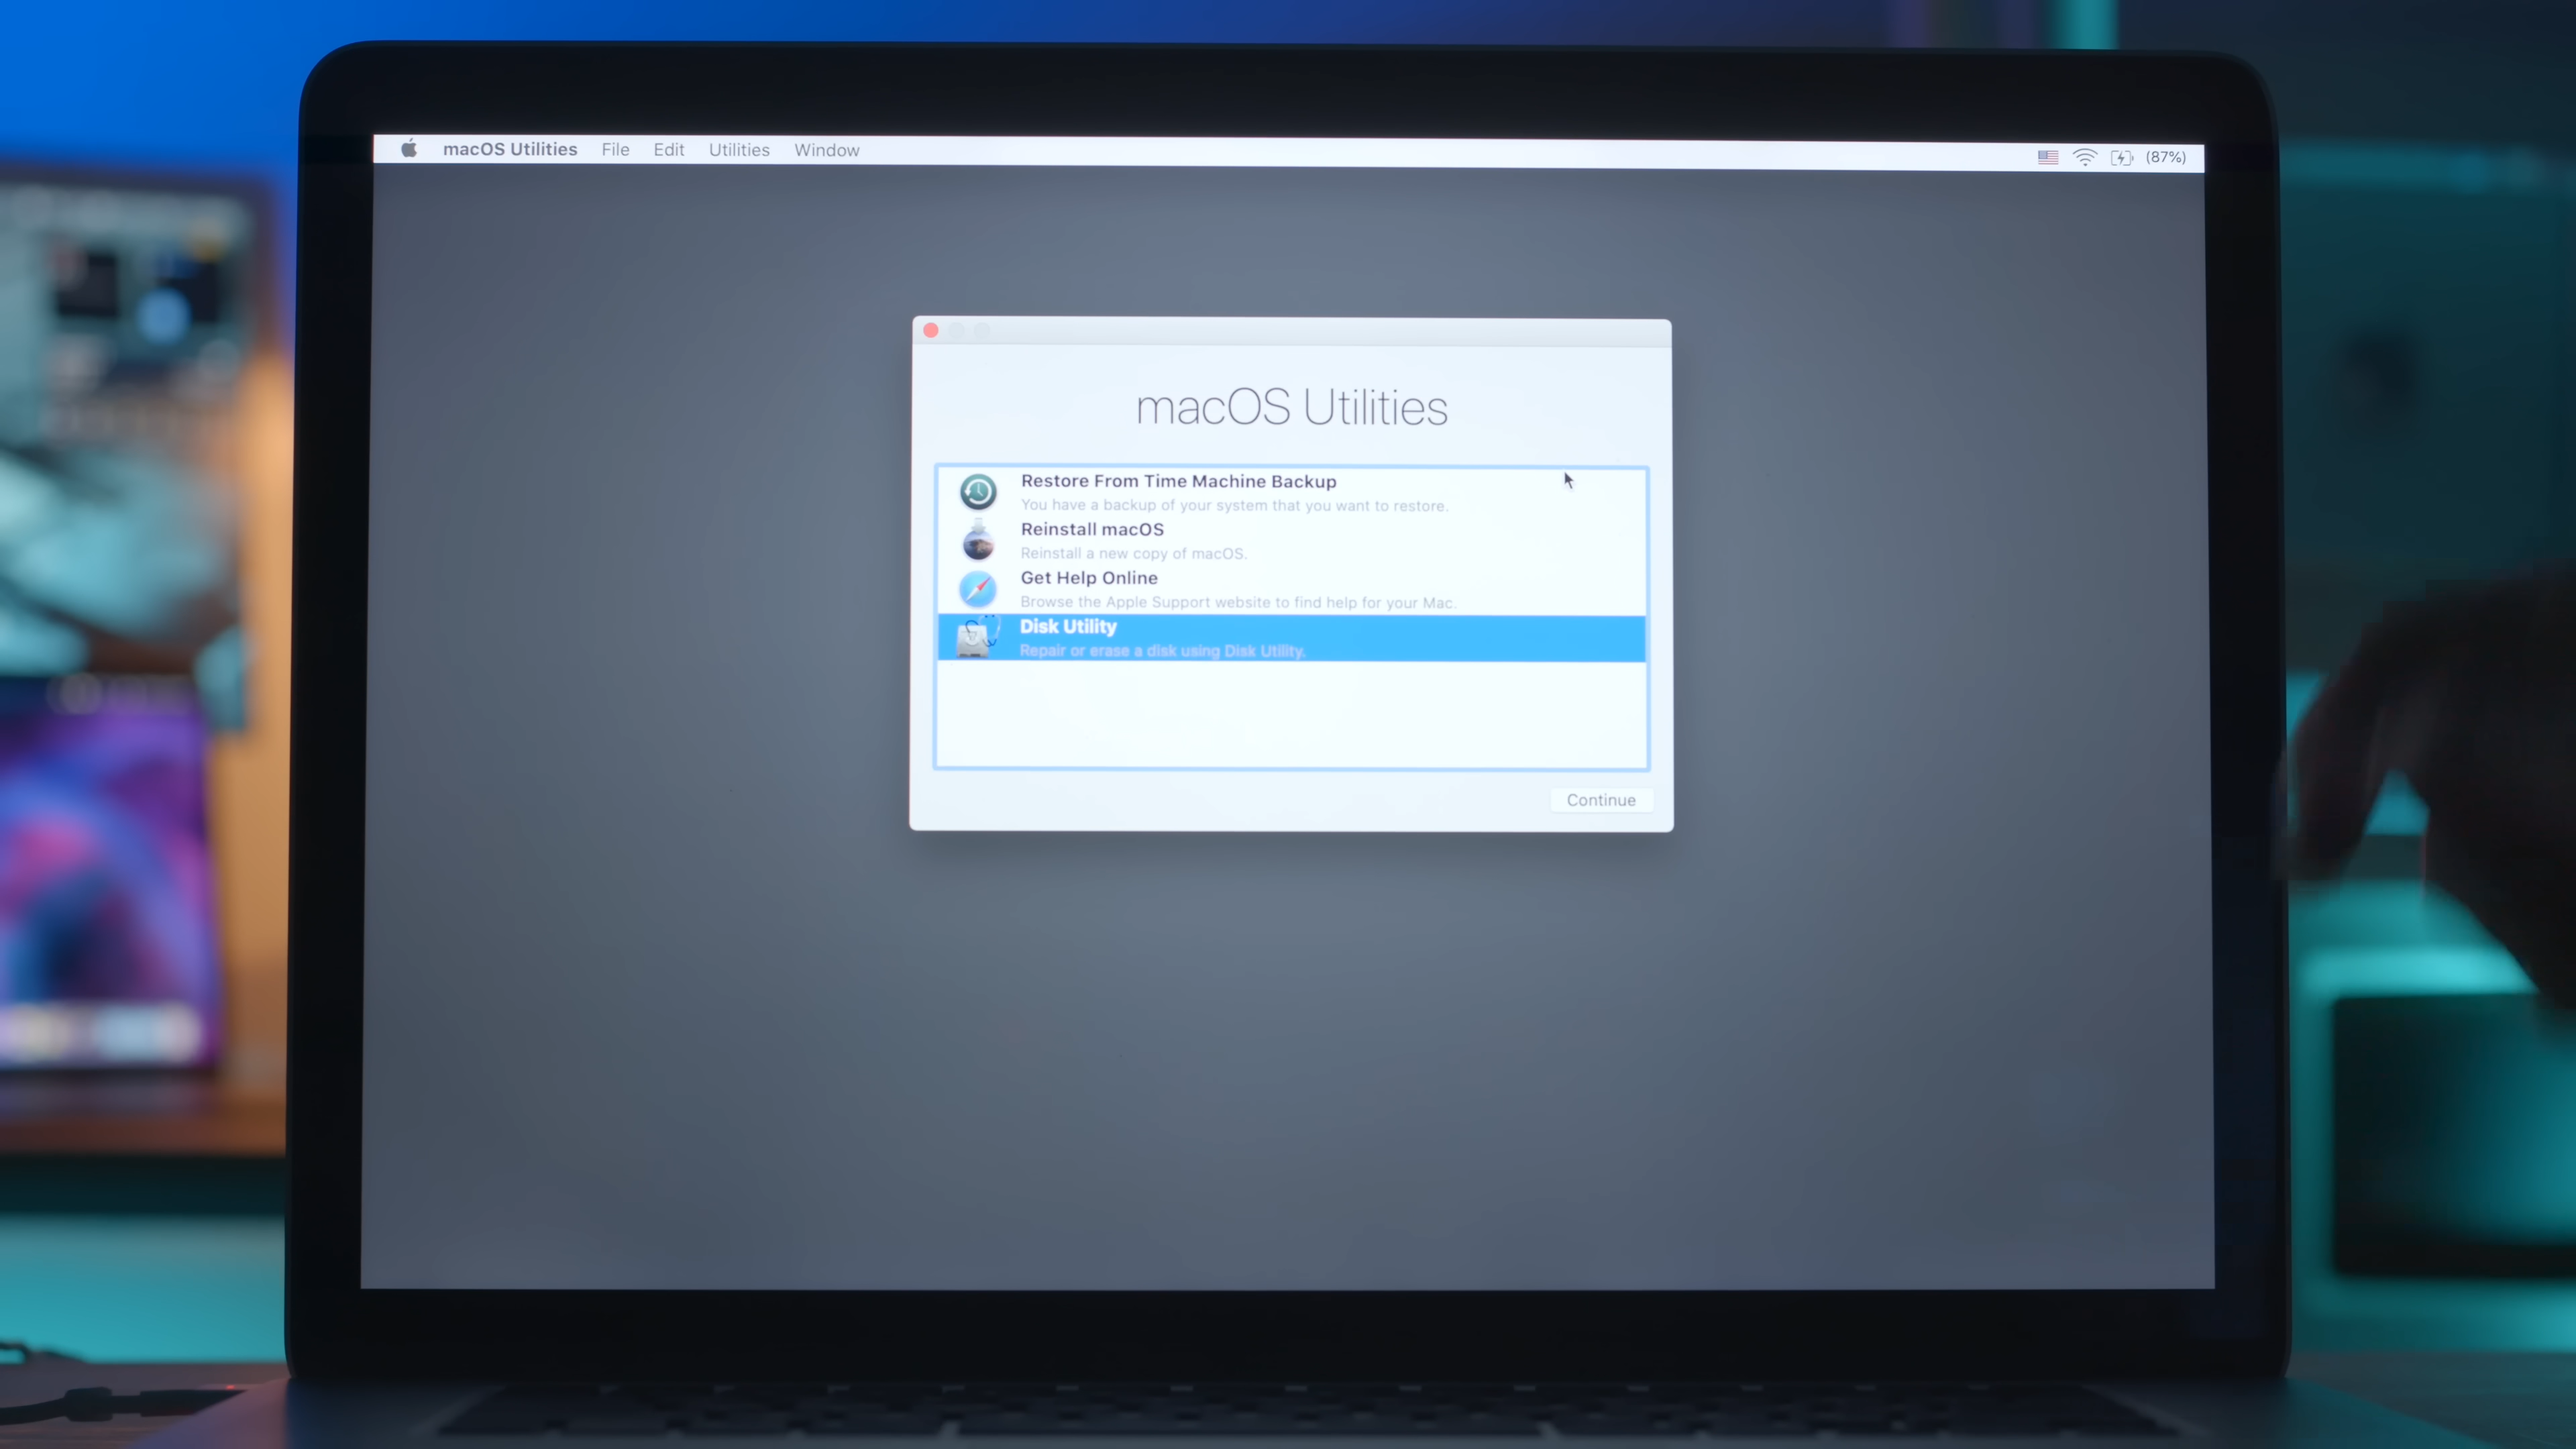 macOS Utilities File Edit Utilities Window (87%)
macOS Utilities
Restore From Time Machine Backup
You have a backup of your system that you want to restore.
Reinstall macOS
Reinstall a new copy of macOS.
Get Help Online
Browse the Apple Support website to find help for your Mac.
Disk Utility
Repair or erase a disk using Disk Utility.
Continue